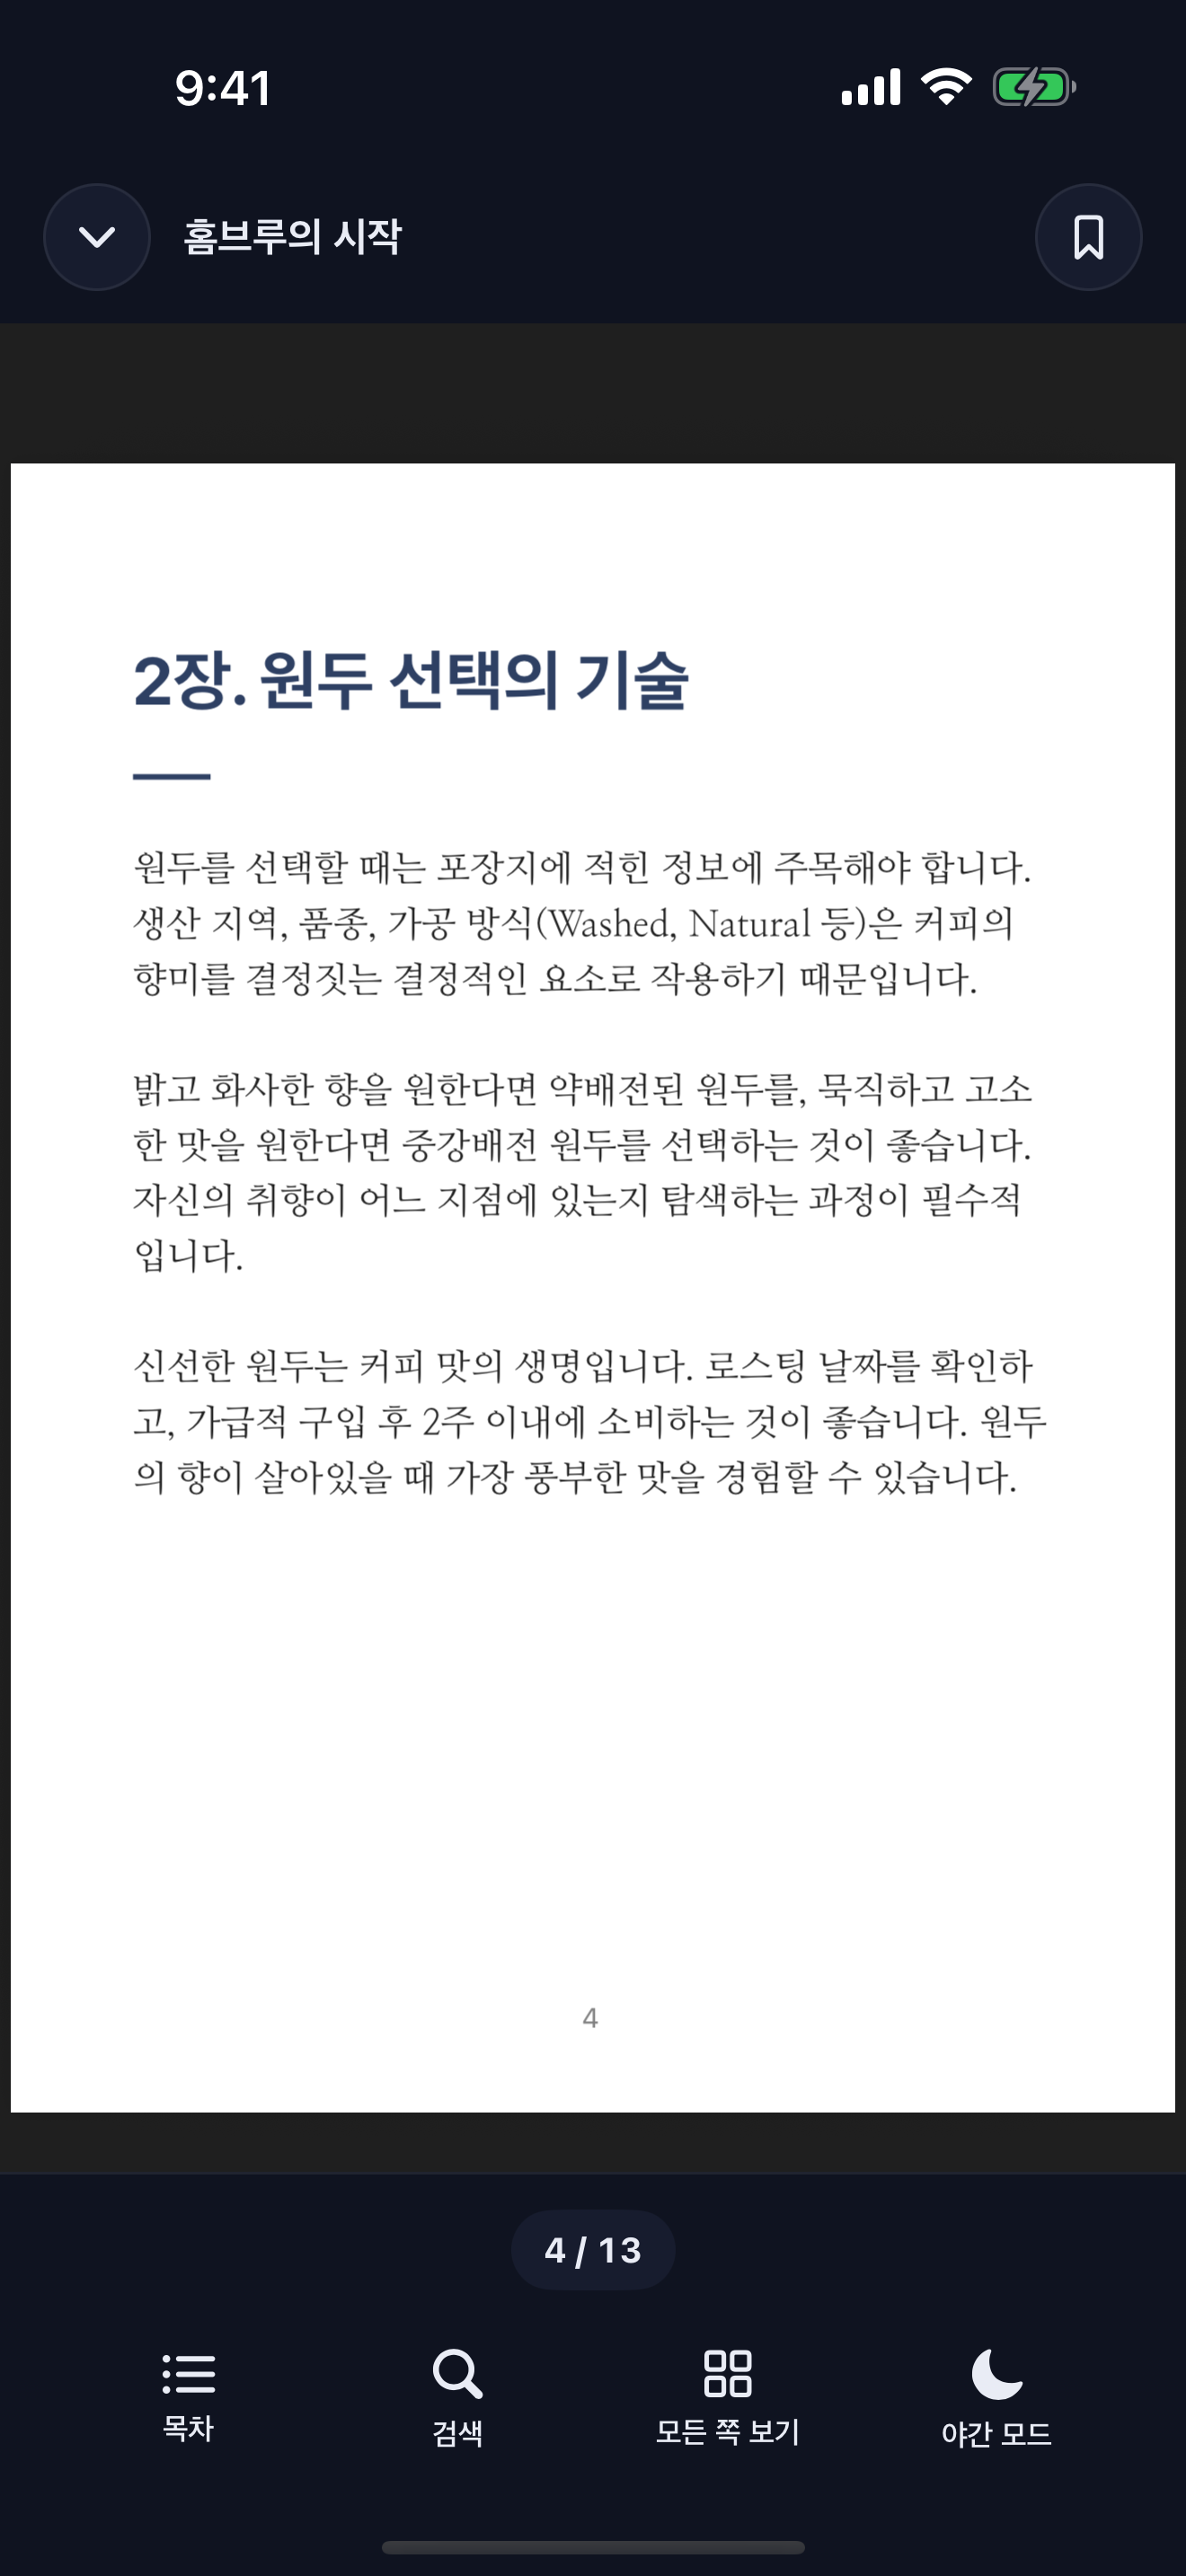 9:41
홈브루의 시작
2장. 원두 선택의 기술
원두를 선택할 때는 포장지에 적힌 정보에 주목해야 합니다.
생산 지역, 품종, 가공 방식(Washed, Natural 등)은 커피의
향미를 결정짓는 결정적인 요소로 작용하기 때문입니다.
밝고 화사한 향을 원한다면 약배전된 원두를, 묵직하고 고소
한 맛을 원한다면 중강배전 원두를 선택하는 것이 좋습니다.
자신의 취향이 어느 지점에 있는지 탐색하는 과정이 필수적
입니다.
신선한 원두는 커피 맛의 생명입니다. 로스팅 날짜를 확인하
고, 가급적 구입 후 2주 이내에 소비하는 것이 좋습니다. 원두
의 향이 살아있을 때 가장 풍부한 맛을 경험할 수 있습니다.
4
4 / 13
목차
검색
모든 쪽 보기
야간 모드